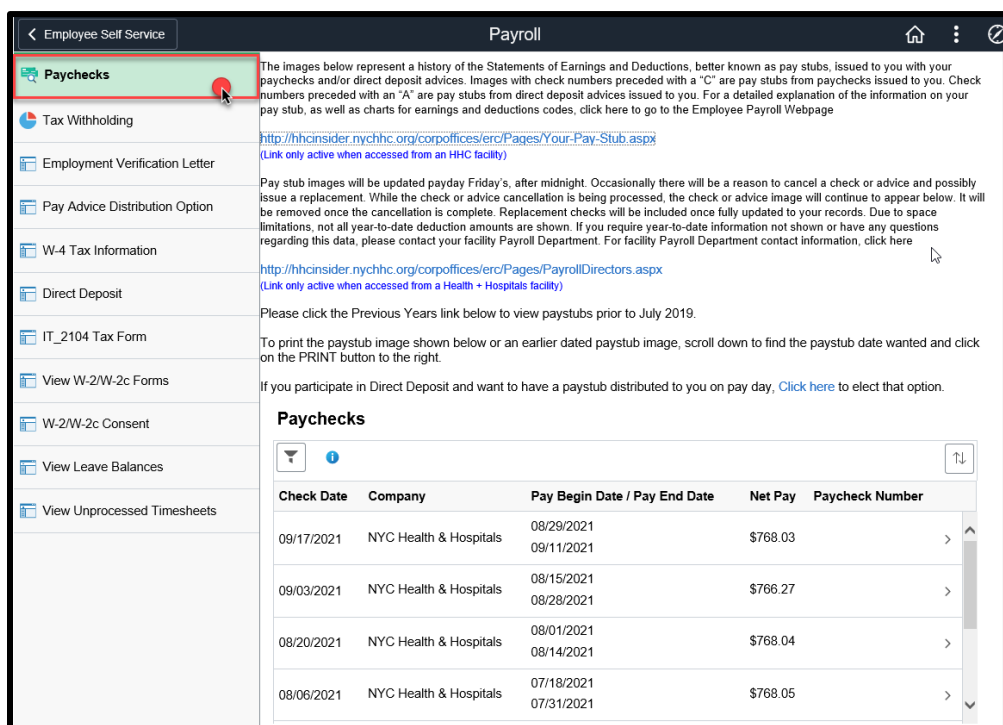 Employee Self Service
Payroll
Paychecks
Tax Withholding
Employment Verification Letter
Pay Advice Distribution Option
W-4 Tax Information
Direct Deposit
IT_2104 Tax Form
View W-2/W-2c Forms
W-2/W-2c Consent
View Leave Balances
View Unprocessed Timesheets
The images below represent a history of the Statements of Earnings and Deductions, better known as pay stubs, issued to you with your
paychecks and/or direct deposit advices. Images with check numbers preceded with a “C” are pay stubs from paychecks issued to you. Check
numbers preceded with an “A” are pay stubs from direct deposit advices issued to you. For a detailed explanation of the information on your
pay stub, as well as charts for earnings and deductions codes, click here to go to the Employee Payroll Webpage
http://hhcinsider.nychhc.org/corpoffices/erc/Pages/Your-Pay-Stub.aspx
(Link only active when accessed from an HHC facility)
Pay stub images will be updated payday Friday’s, after midnight. Occasionally there will be a reason to cancel a check or advice and possibly
issue a replacement. While the check or advice cancellation is being processed, the check or advice image will continue to appear below. It will
be removed once the cancellation is complete. Replacement checks will be included once fully updated to your records. Due to space
limitations, not all year-to-date deduction amounts are shown. If you require year-to-date information not shown or have any questions
regarding this data, please contact your facility Payroll Department. For facility Payroll Department contact information, click here
http://hhcinsider.nychhc.org/corpoffices/erc/Pages/PayrollDirectors.aspx
(Link only active when accessed from a Health + Hospitals facility)
Please click the Previous Years link below to view paystubs prior to July 2019.
To print the paystub image shown below or an earlier dated paystub image, scroll down to find the paystub date wanted and click
on the PRINT button to the right.
If you participate in Direct Deposit and want to have a paystub distributed to you on pay day, Click here to elect that option.
Paychecks
Check Date Company Pay Begin Date / Pay End Date Net Pay Paycheck Number
09/17/2021 NYC Health & Hospitals 08/29/2021 $768.03
09/11/2021
09/03/2021 NYC Health & Hospitals 08/15/2021 $766.27
08/28/2021
08/20/2021 NYC Health & Hospitals 08/01/2021 $768.04
08/14/2021
08/06/2021 NYC Health & Hospitals 07/18/2021 $768.05
07/31/2021